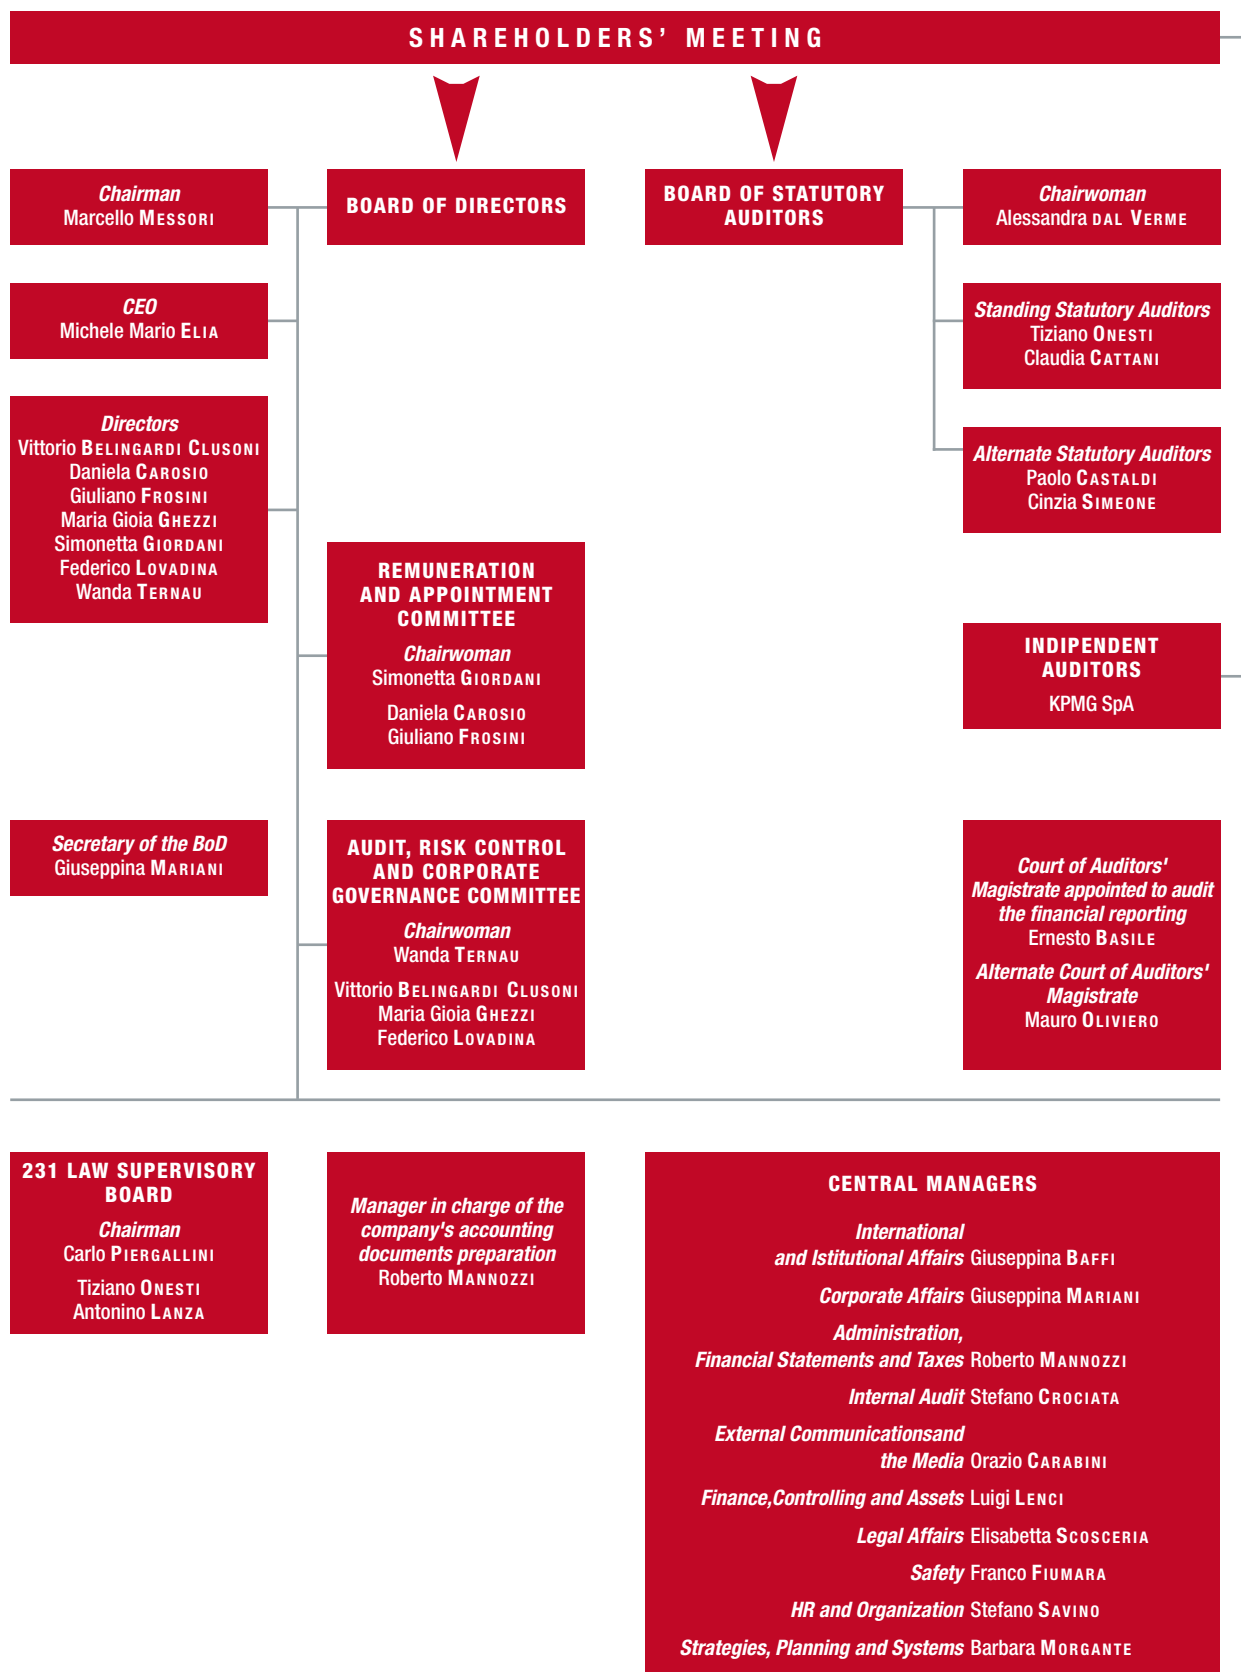 SHAREHOLDERS’ MEETING
Chairman
Marcello MESSORI
BOARD OF DIRECTORS
BOARD OF STATUTORY
AUDITORS
Chairwoman
Alessandra DAL VERME
CEO
Michele Mario ELIA
Standing Statutory Auditors
Tiziano ONESTI
Claudia CATTANI
Directors
Vittorio BELINGARDI CLUSONI
Daniela CAROSIO
Giuliano FROSINI
Maria Gioia GHEZZI
Simonetta GIORDANI
Federico LOVADINA
Wanda TERNAU
Alternate Statutory Auditors
Paolo CASTALDI
Cinzia SIMEONE
REMUNERATION
AND APPOINTMENT
COMMITTEE
Chairwoman
Simonetta GIORDANI
Daniela CAROSIO
Giuliano FROSINI
INDIPENDENT
AUDITORS
KPMG SpA
Secretary of the BoD
Giuseppina MARIANI
AUDIT, RISK CONTROL
AND CORPORATE
GOVERNANCE COMMITTEE
Chairwoman
Wanda TERNAU
Vittorio BELINGARDI CLUSONI
Maria Gioia GHEZZI
Federico LOVADINA
Court of Auditors'
Magistrate appointed to audit
the financial reporting
Ernesto BASILE
Alternate Court of Auditors'
Magistrate
Mauro OLIVIERO
231 LAW SUPERVISORY
BOARD
Chairman
Carlo PIERGALLINI
Tiziano ONESTI
Antonino LANZA
Manager in charge of the
company's accounting
documents preparation
Roberto MANNOZZI
CENTRAL MANAGERS
International
and Istitutional Affairs Giuseppina BAFFI
Corporate Affairs Giuseppina MARIANI
Administration,
Financial Statements and Taxes Roberto MANNOZZI
Internal Audit Stefano CROCIATA
External Communicationsand
the Media Orazio CARABINI
Finance,Controlling and Assets Luigi LENCI
Legal Affairs Elisabetta SCOSCERIA
Safety Franco FIUMARA
HR and Organization Stefano SAVINO
Strategies, Planning and Systems Barbara MORGANTE